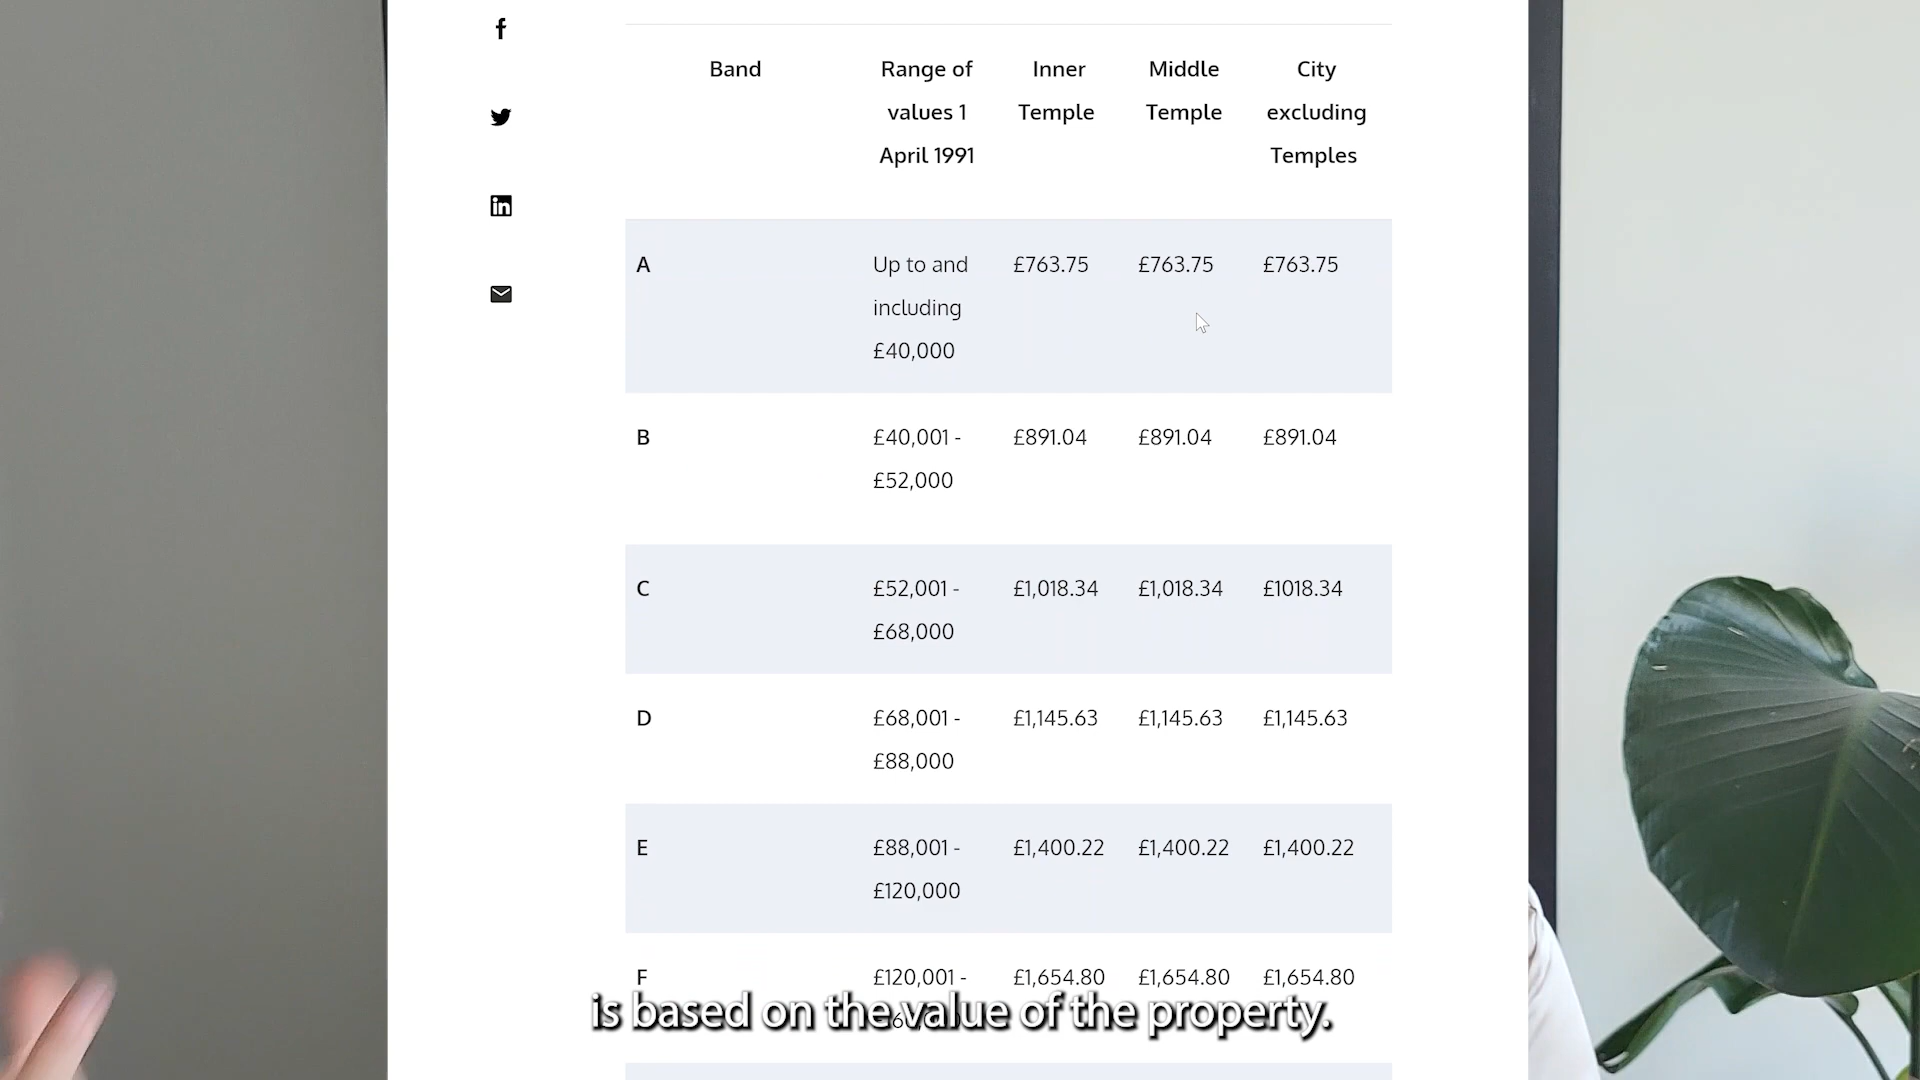 Band
Range of
values 1
April 1991
Inner
Temple
Middle
Temple
City
excluding
Temples
A
Up to and
including
£40,000
£763.75
£763.75
£763.75
B
£40,001 -
£52,000
£891.04
£891.04
£891.04
C
£52,001 -
£68,000
£1,018.34
£1,018.34
£1018.34
D
£68,001 -
£88,000
£1,145.63
£1,145.63
£1,145.63
E
£88,001 -
£120,000
£1,400.22
£1,400.22
£1,400.22
F
£120,001 -
£1,654.80
£1,654.80
£1,654.80
is based on the value of the property.